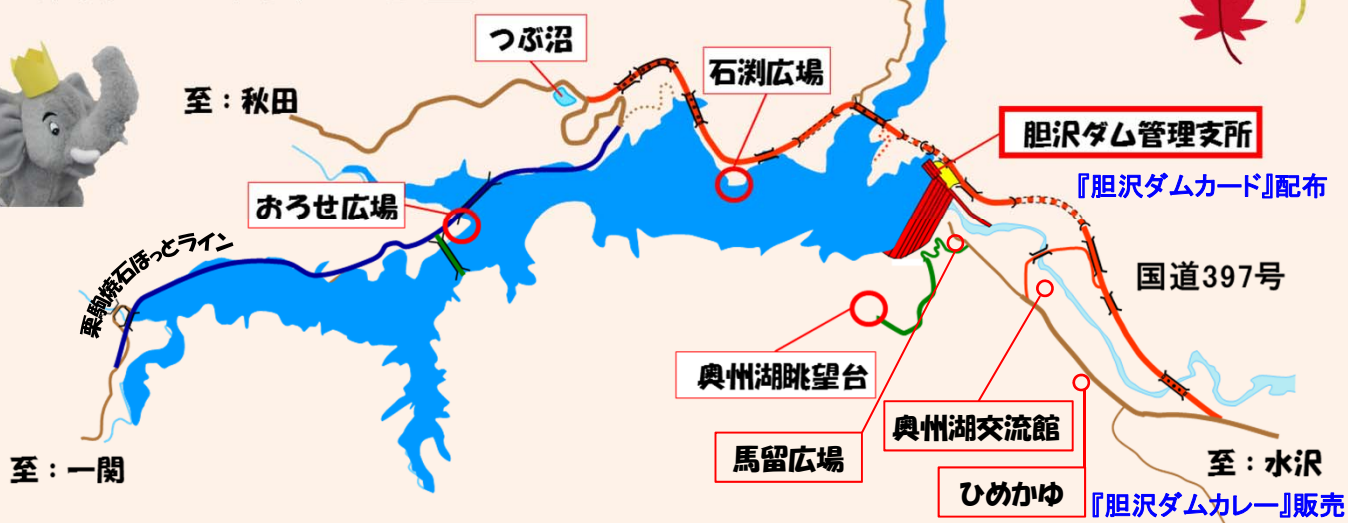 つぶ沼
石渕広場
至：秋田
胆沢ダム管理支所
『胆沢ダムカード』配布
おろせ広場
栗駒焼石ほっとライン
国道397号
奥州湖眺望台
奥州湖交流館
馬留広場
至：一関
至：水沢
ひめかゆ
『胆沢ダムカレー』販売